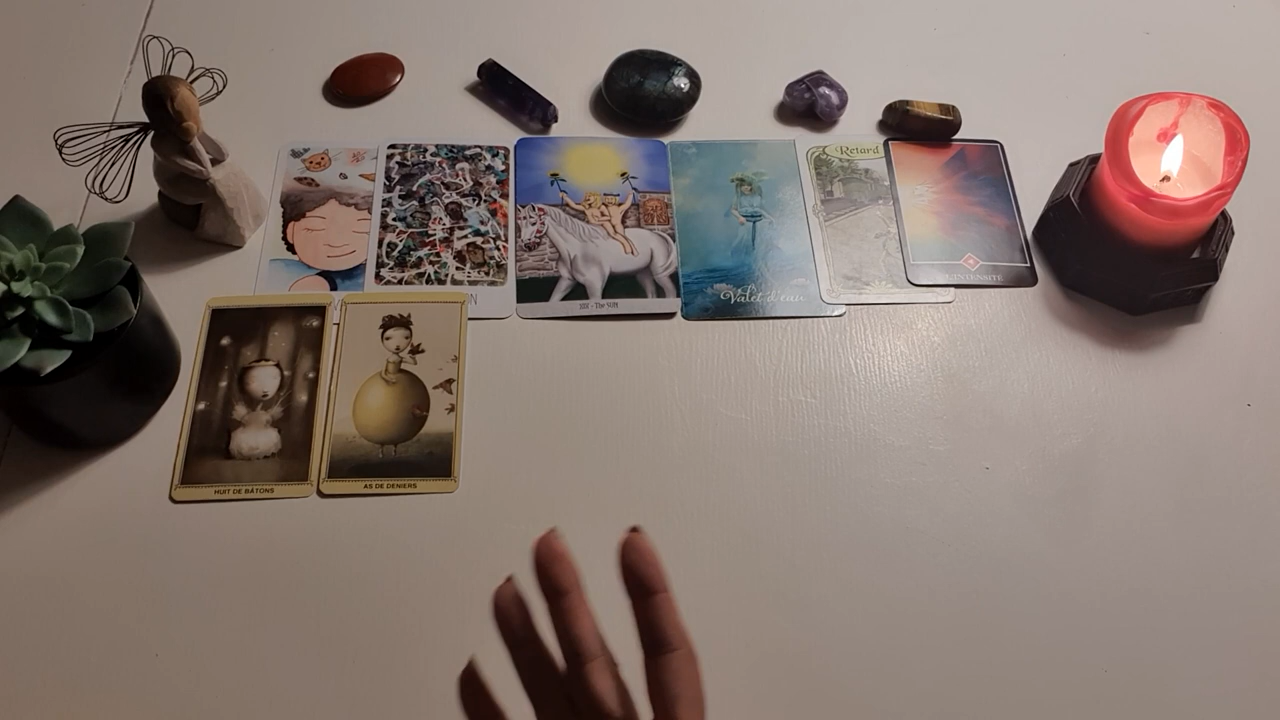 Retard
N
XIX - The SUN
Valet d'eau
L'INTENSITÉ
HUIT DE BÂTONS
AS DE DENIERS